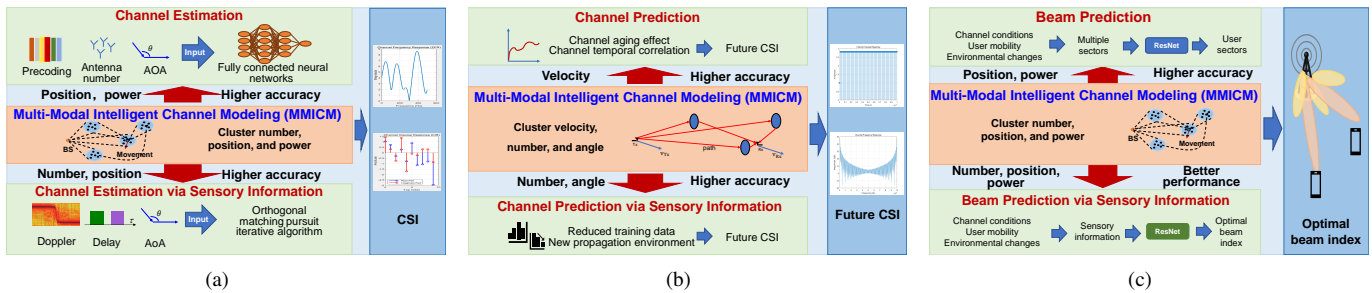 Channel Estimation
θ
Input
Precoding
Antenna
number
AOA
Fully connected neural
networks
Position, power
Higher accuracy
Multi-Modal Intelligent Channel Modeling (MMICM)
BS
Movement
Cluster number,
position, and power
Number, position
Higher accuracy
Channel Estimation via Sensory Information
θ
τ
Input
Orthogonal
matching pursuit
iterative algorithm
Doppler
Delay
AoA
CSI
(a)
Channel Prediction
Channel aging effect
Channel temporal correlation
Future CSI
Velocity
Higher accuracy
Multi-Modal Intelligent Channel Modeling (MMICM)
Cluster velocity,
number, and angle
path
Number, angle
Higher accuracy
Channel Prediction via Sensory Information
Reduced training data
New propagation environment
Future CSI
Future CSI
(b)
Beam Prediction
Channel conditions
User mobility
Environmental changes
Multiple
sectors
ResNet
User
sectors
Position, power
Higher accuracy
Multi-Modal Intelligent Channel Modeling (MMICM)
Cluster number,
position, and power
BS
Movement
Number, position,
power
Better
performance
Beam Prediction via Sensory Information
Channel conditions
User mobility
Environmental changes
Sensory
information
ResNet
Optimal
beam
index
Optimal
beam index
(c)